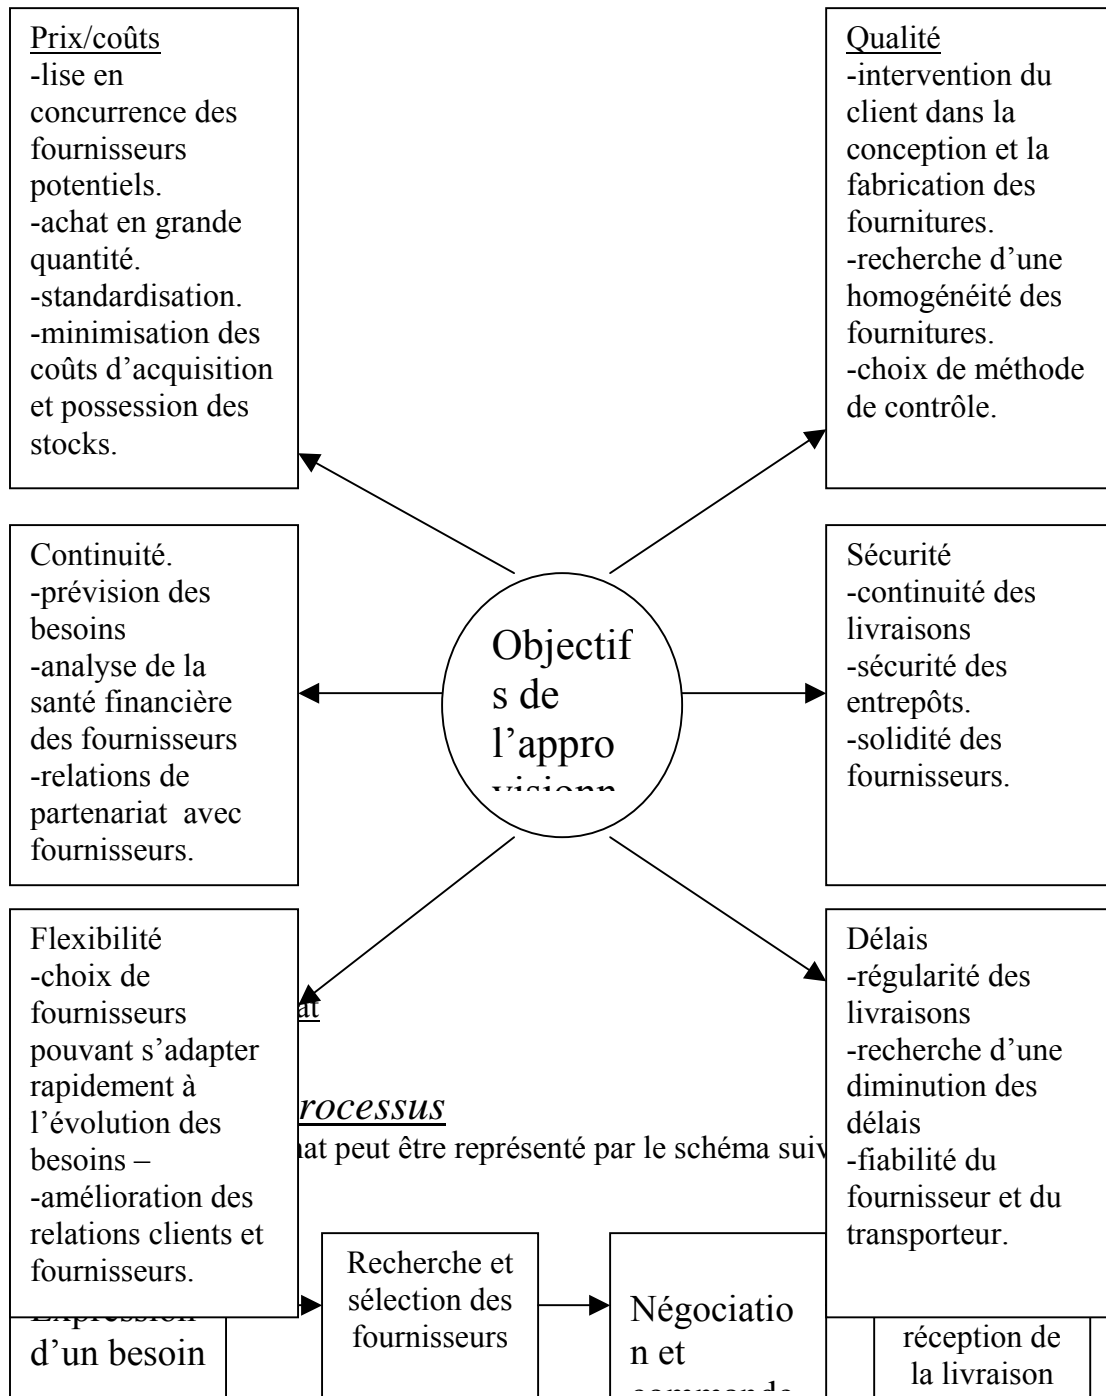 Prix/coûts
-lise en
concurrence des
fournisseurs
potentiels.
-achat en grande
quantité.
-standardisation.
-minimisation des
coûts d’acquisition
et possession des
stocks.
Qualité
-intervention du
client dans la
conception et la
fabrication des
fournitures.
-recherche d’une
homogénéité des
fournitures.
-choix de méthode
de contrôle.
Continuité.
-prévision des
besoins
-analyse de la
santé financière
des fournisseurs
-relations de
partenariat avec
fournisseurs.
Objectif
s de
l’appro
visionn
Sécurité
-continuité des
livraisons
-sécurité des
entrepôts.
-solidité des
fournisseurs.
Flexibilité
-choix de
fournisseurs
pouvant s’adapter
rapidement à
l’évolution des
besoins –
-amélioration des
relations clients et
fournisseurs.
Délais
-régularité des
livraisons
-recherche d’une
diminution des
délais
-fiabilité du
fournisseur et du
transporteur.
at
rocessus
hat peut être représenté par le schéma suiv
Expression
d’un besoin
Recherche et
sélection des
fournisseurs
Négociatio
n et
commande
réception de
la livraison